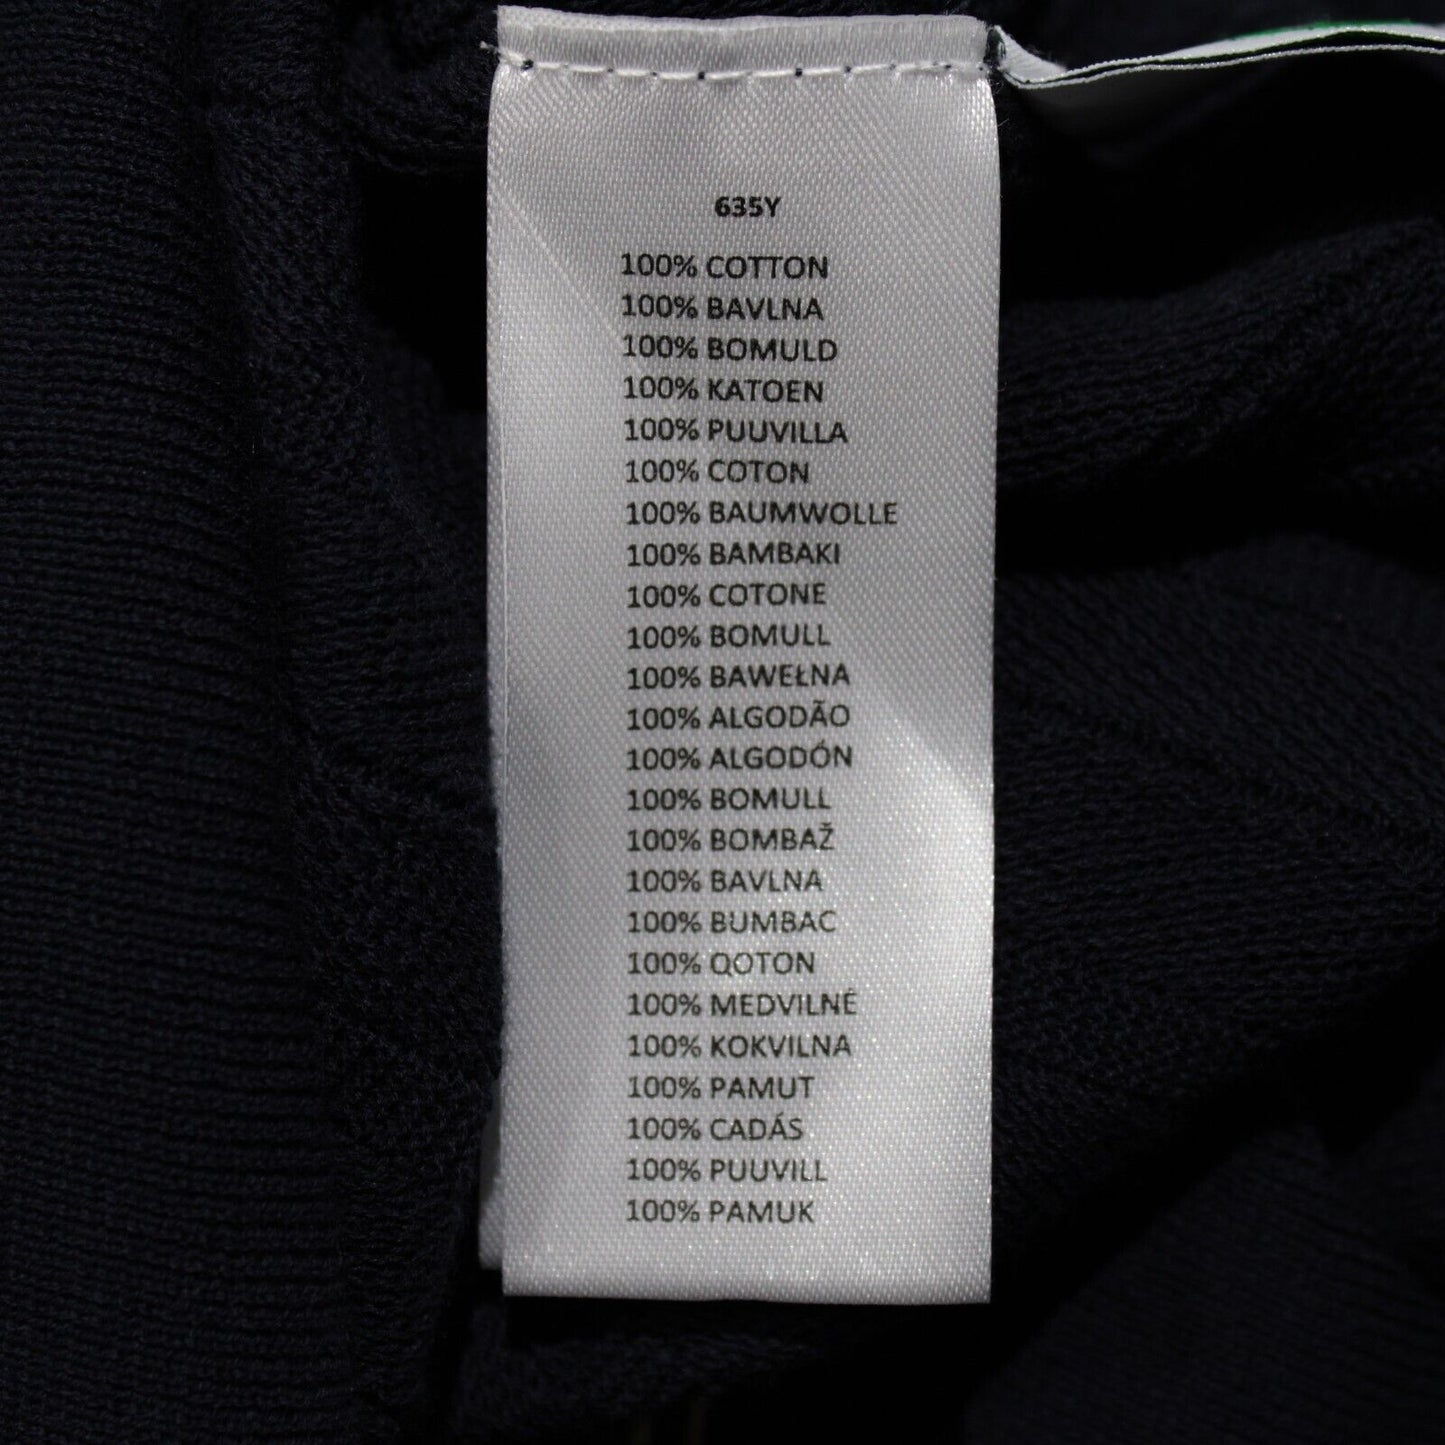 635Y
100% COTTON
100% BAVLNA
100% BOMULD
100% KATOEN
100% PUUVILLA
100% COTON
100% BAUMWOLLE
100% BAMBAKI
100% COTONE
100% BOMULL
100% BAWEŁNA
100% ALGODÃO
100% ALGODÓN
100% BOMULL
100% BOMBAŽ
100% BAVLNA
100% BUMBAC
100% QOTON
100% MEDVILNĖ
100% KOKVILNA
100% PAMUT
100% CADÁS
100% PUUVILL
100% PAMUK